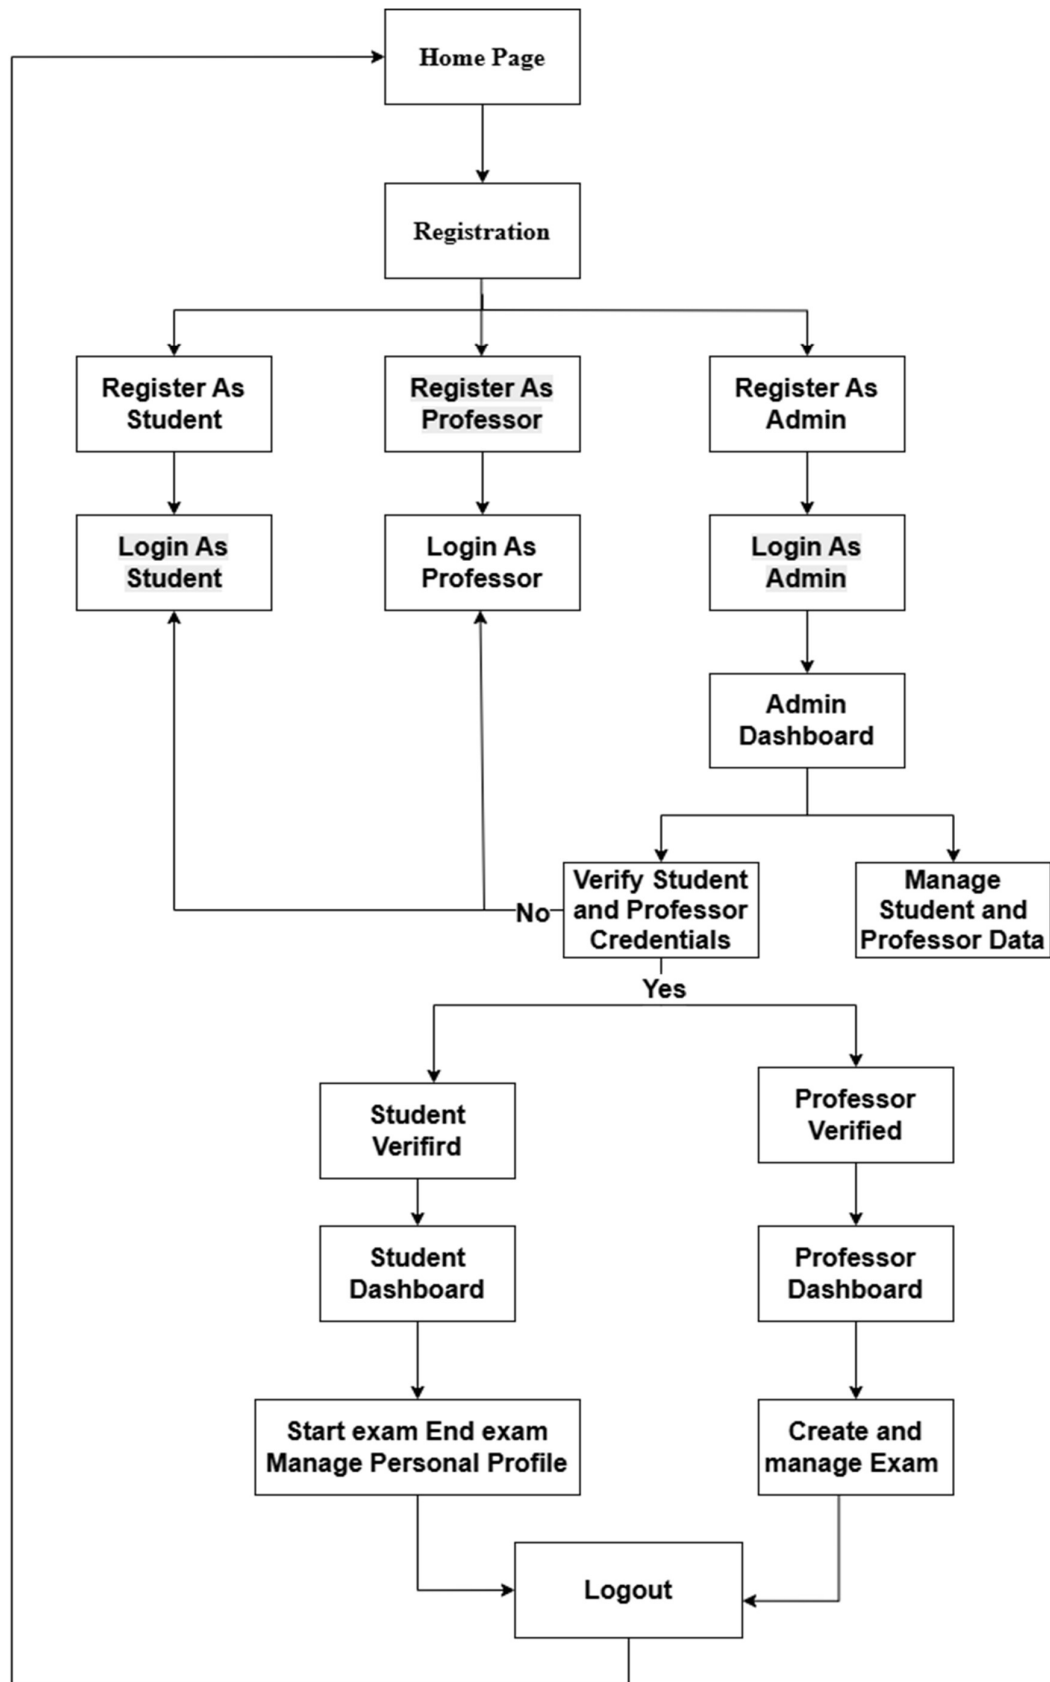 Home Page
Registration
Register As
Student
Register As
Professor
Register As
Admin
Login As
Student
Login As
Professor
Login As
Admin
Admin
Dashboard
Verify Student
and Professor
Credentials
Manage
Student and
Professor Data
No
Yes
Student
Verifird
Professor
Verified
Student
Dashboard
Professor
Dashboard
Start exam End exam
Manage Personal Profile
Create and
manage Exam
Logout